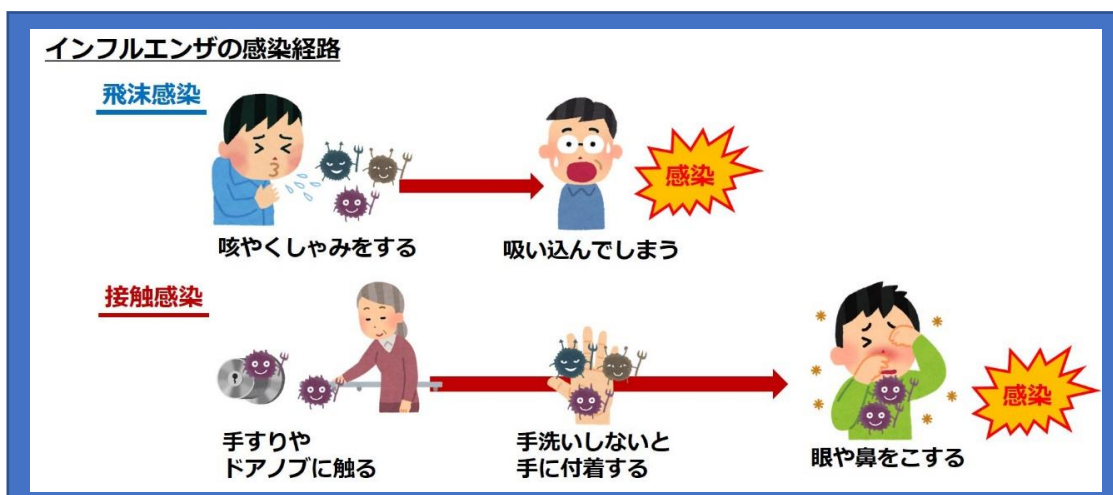 インフルエンザの感染経路
飛沫感染
感染
咳やくしゃみをする
吸い込んでしまう
接触感染
感染
手すりや
ドアノブに触る
手洗いしないと
手に付着する
眼や鼻をこする